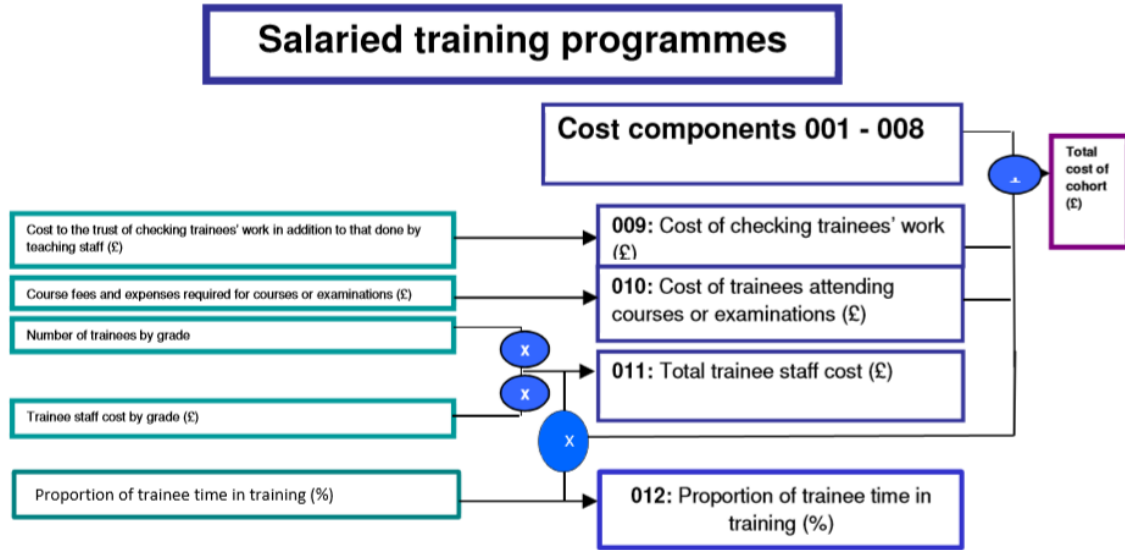 Salaried training programmes
Cost components 001 - 008
Total
cost of
cohort
(£)
Cost to the trust of checking trainees' work in addition to that done by
teaching staff (£)
009: Cost of checking trainees' work
(£)
Course fees and expenses required for courses or examinations (£)
010: Cost of trainees attending
courses or examinations (£)
Number of trainees by grade
X
011: Total trainee staff cost (£)
X
Trainee staff cost by grade (£)
X
Proportion of trainee time in training (%)
012: Proportion of trainee time in
training (%)